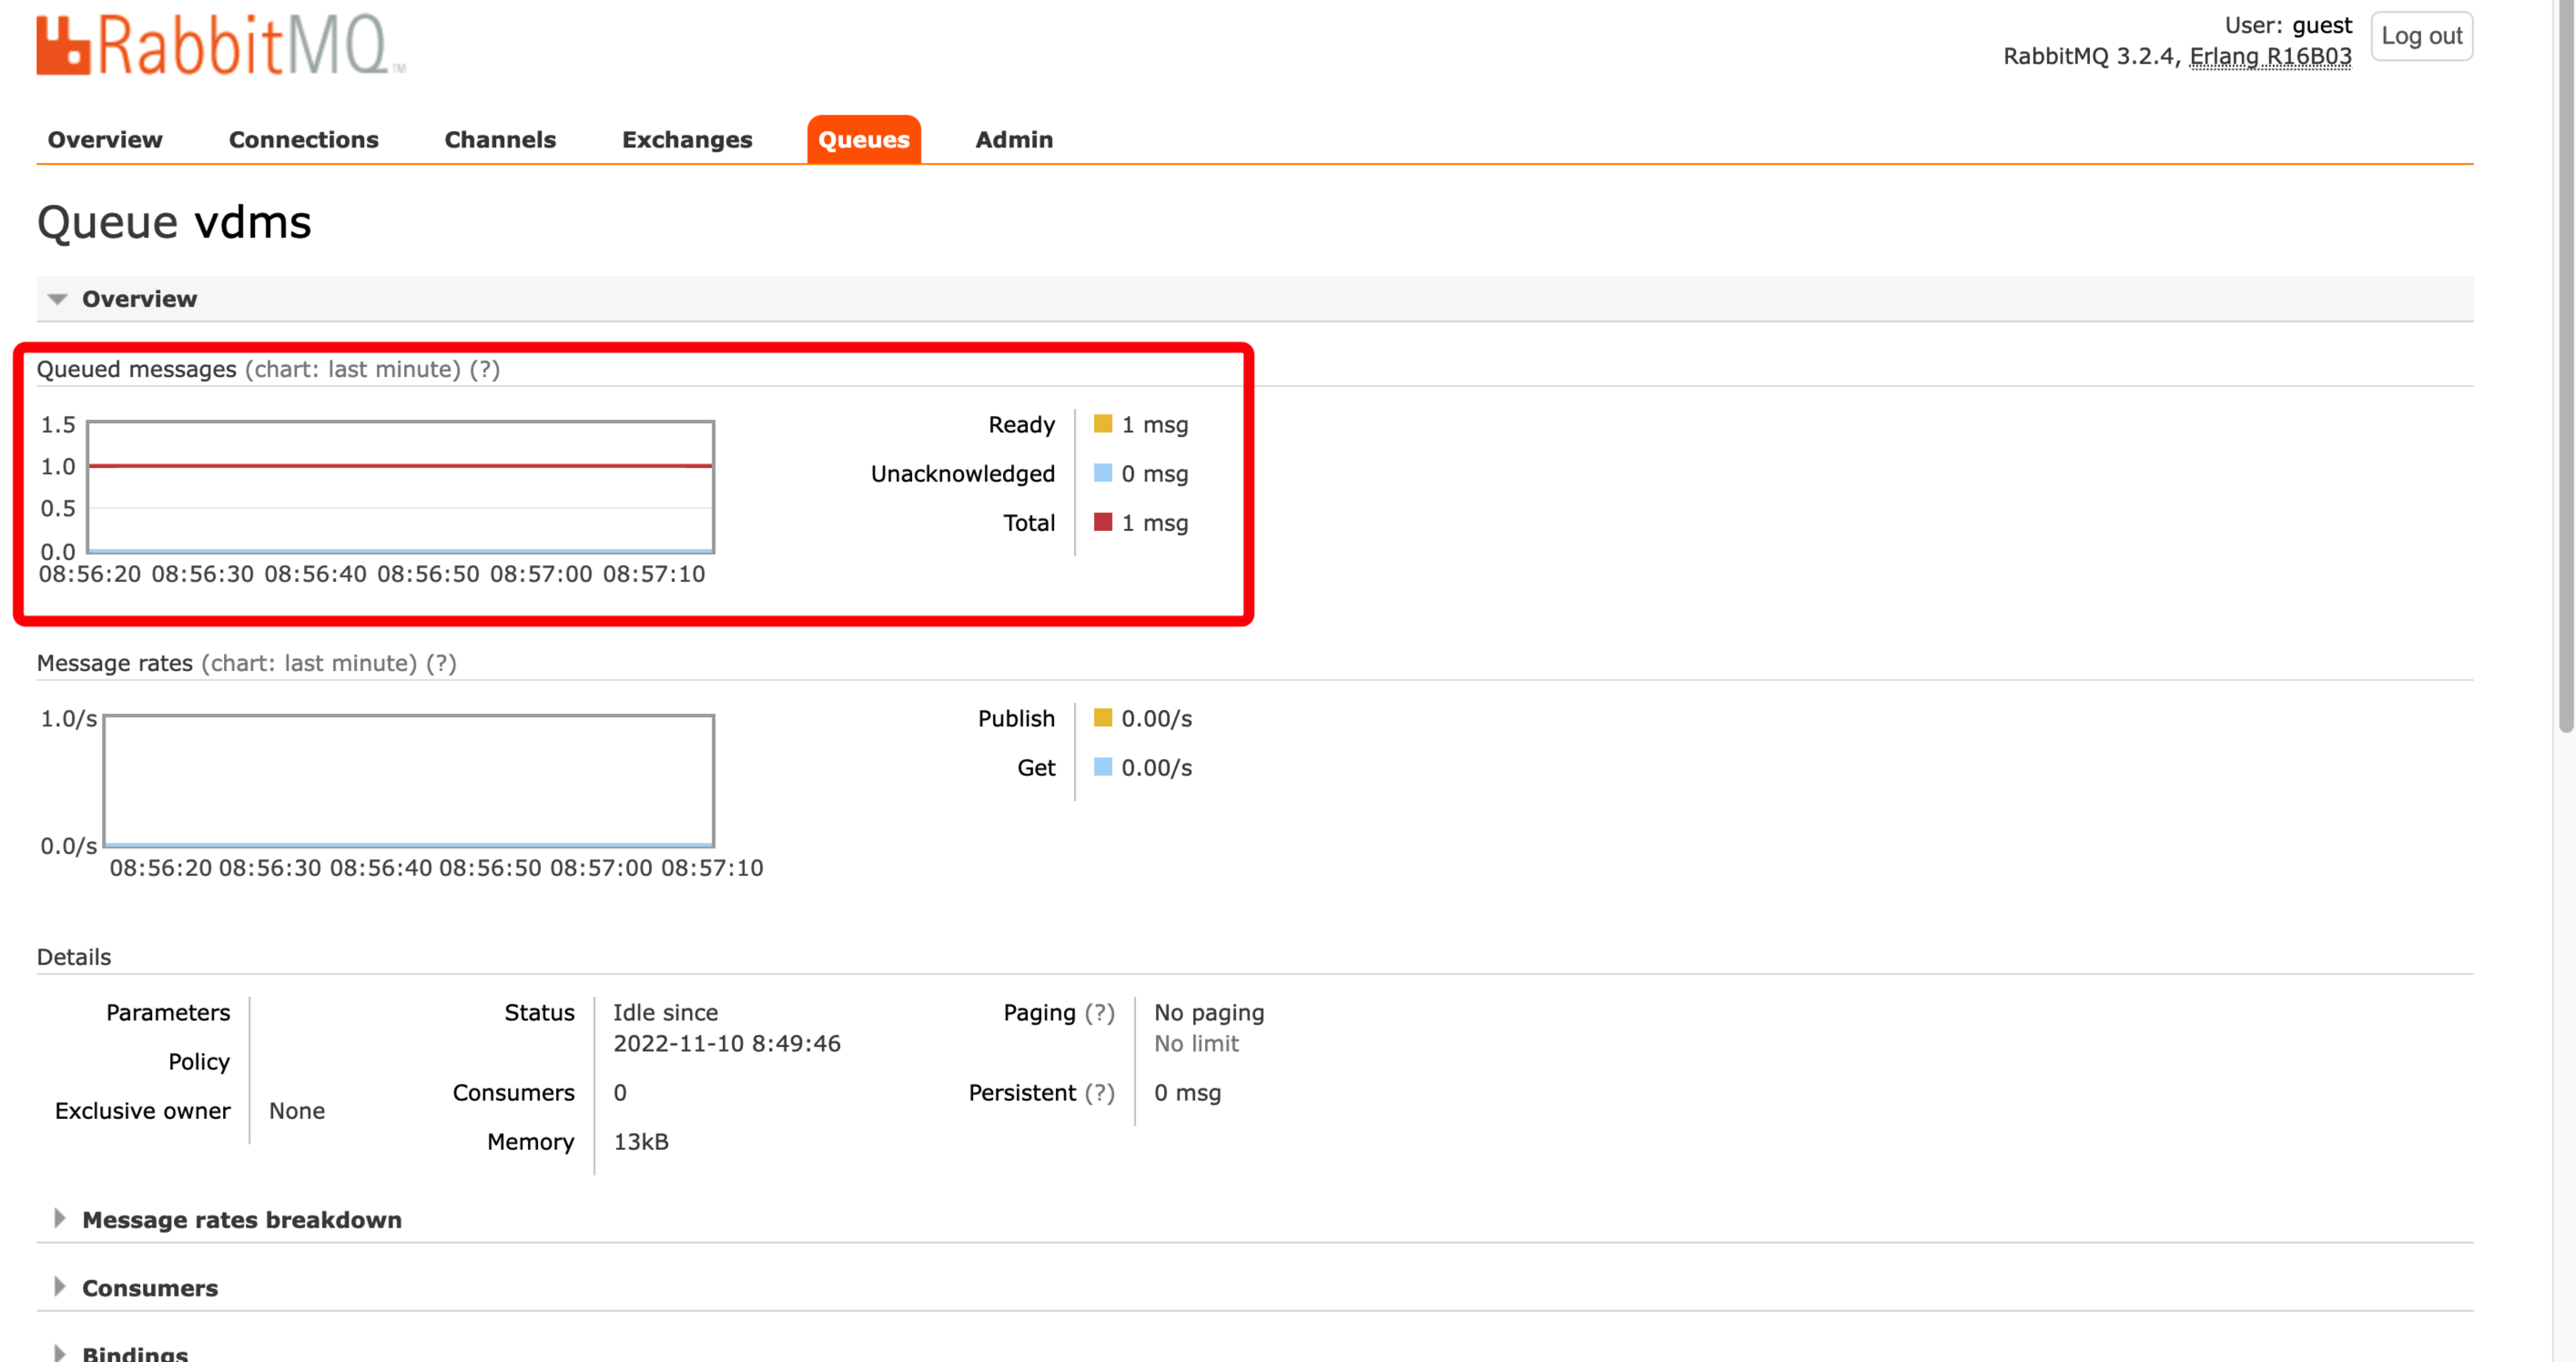 RabbitMQ™
User: guest
Log out
RabbitMQ 3.2.4, Erlang R16B03
Overview Connections Channels Exchanges Queues Admin
Queue vdms
Overview
Queued messages (chart: last minute) (?)
1.5
1.0
0.5
0.0
08:56:20 08:56:30 08:56:40 08:56:50 08:57:00 08:57:10
Ready 1 msg
Unacknowledged 0 msg
Total 1 msg
Message rates (chart: last minute) (?)
1.0/s
0.0/s
08:56:20 08:56:30 08:56:40 08:56:50 08:57:00 08:57:10
Publish 0.00/s
Get 0.00/s
Details
Parameters
Policy
Exclusive owner None
Status Idle since
2022-11-10 8:49:46
Consumers 0
Memory 13kB
Paging (?) No paging
No limit
Persistent (?) 0 msg
Message rates breakdown
Consumers
Bindings